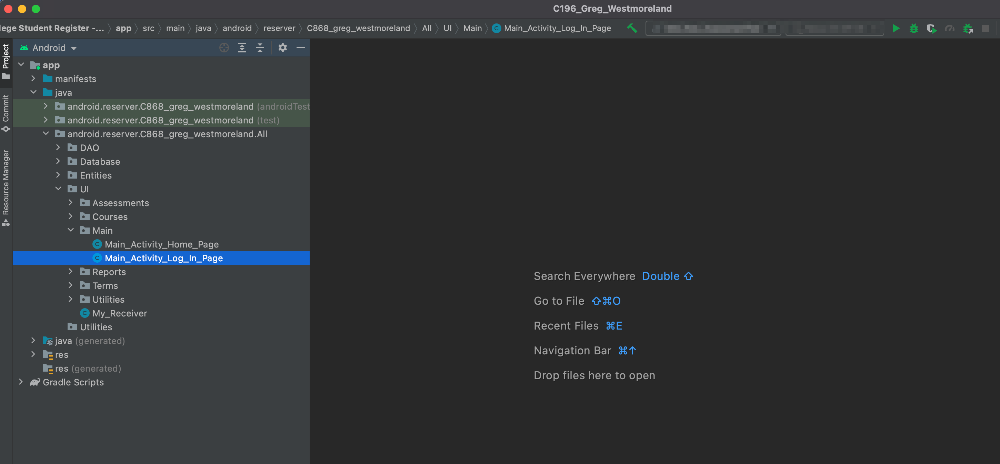 C196_Greg_Westmoreland
lege Student Register -... app src main java android reserver C868_greg_westmoreland All UI Main Main_Activity_Log_In_Page
Project
Commit
Resource Manager
Android
app
manifests
java
android.reserver.C868_greg_westmoreland (androidTest
android.reserver.C868_greg_westmoreland (test)
android.reserver.C868_greg_westmoreland.All
DAO
Database
Entities
UI
Assessments
Courses
Main
Main_Activity_Home_Page
Main_Activity_Log_In_Page
Reports
Terms
Utilities
My_Receiver
Utilities
java (generated)
res
res (generated)
Gradle Scripts
Search Everywhere Double ⇧
Go to File ⇧⌘O
Recent Files ⌘E
Navigation Bar ⌘↑
Drop files here to open